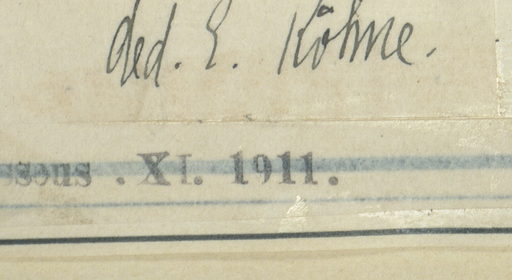 ded. E. Köhne.
. XI. 1911.